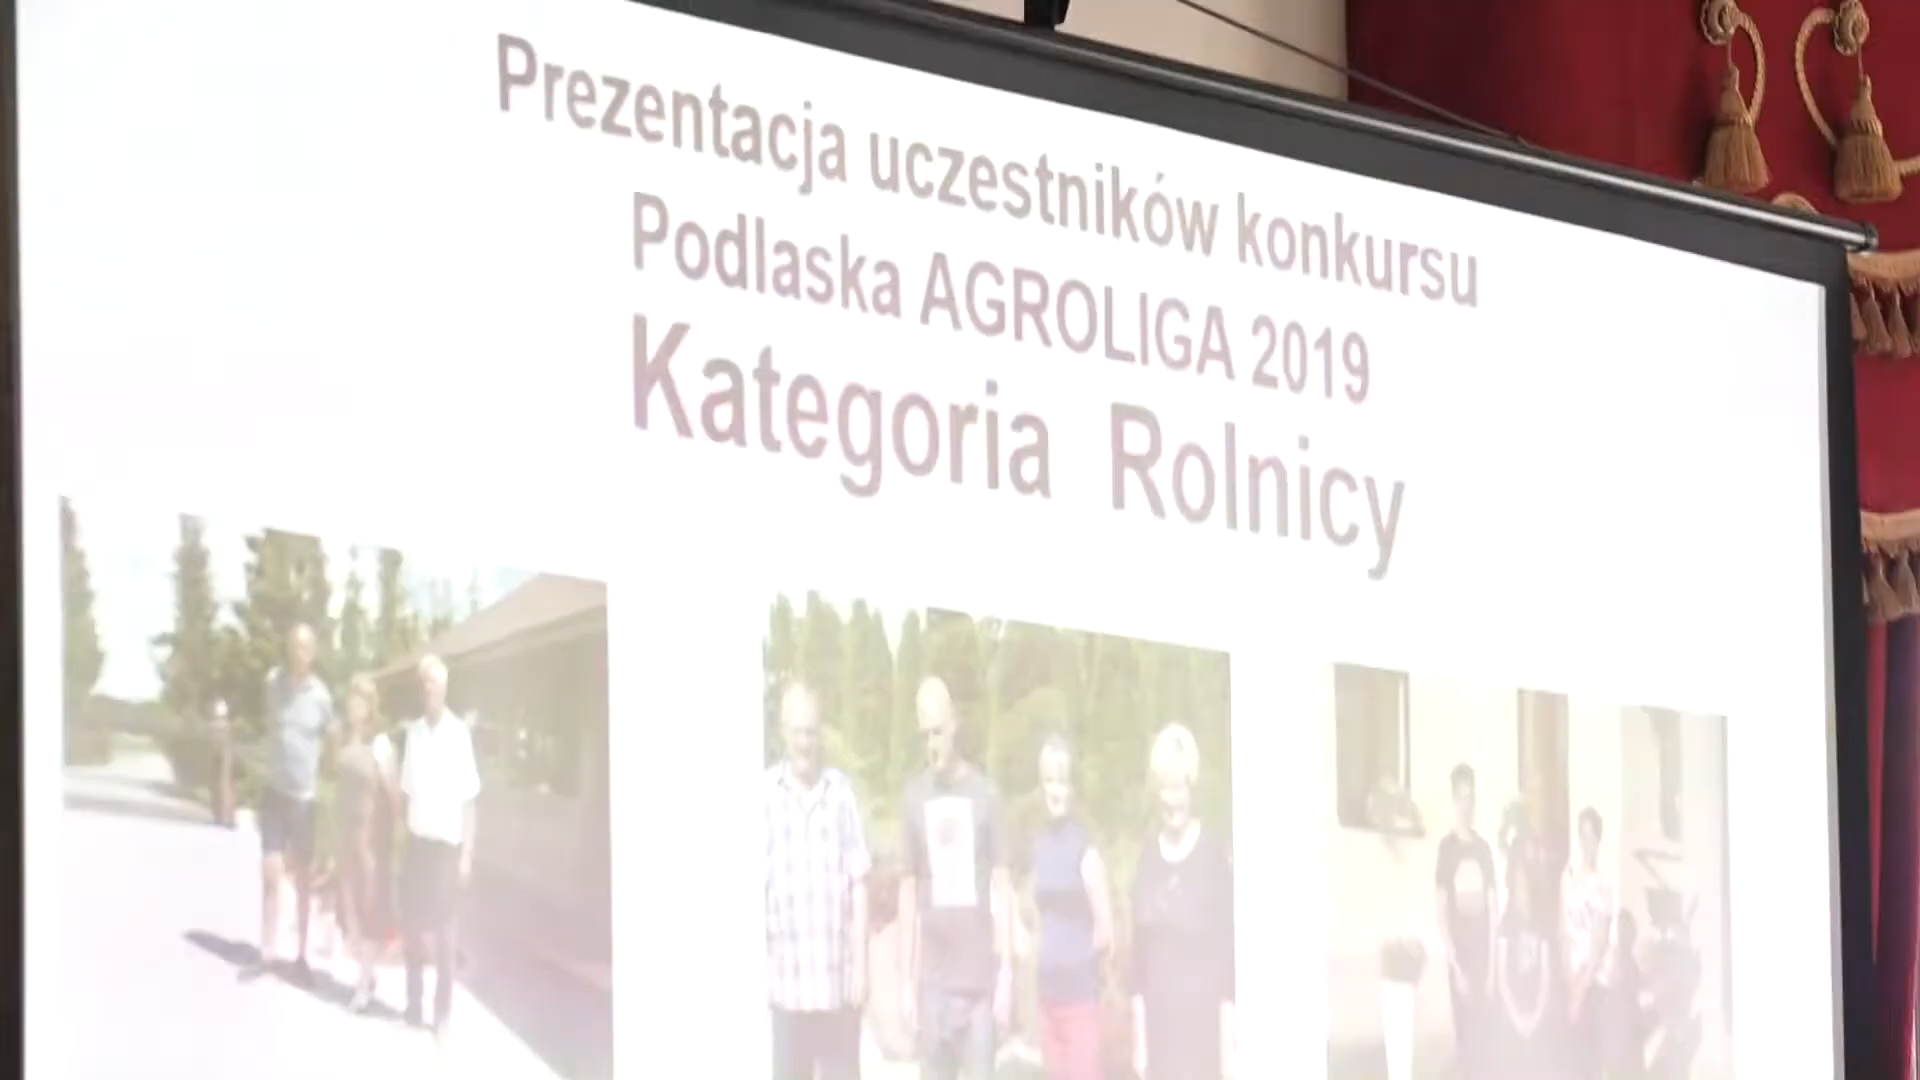 Prezentacja uczestników konkursu
Podlaska AGROLIGA 2019
Kategoria Rolnicy